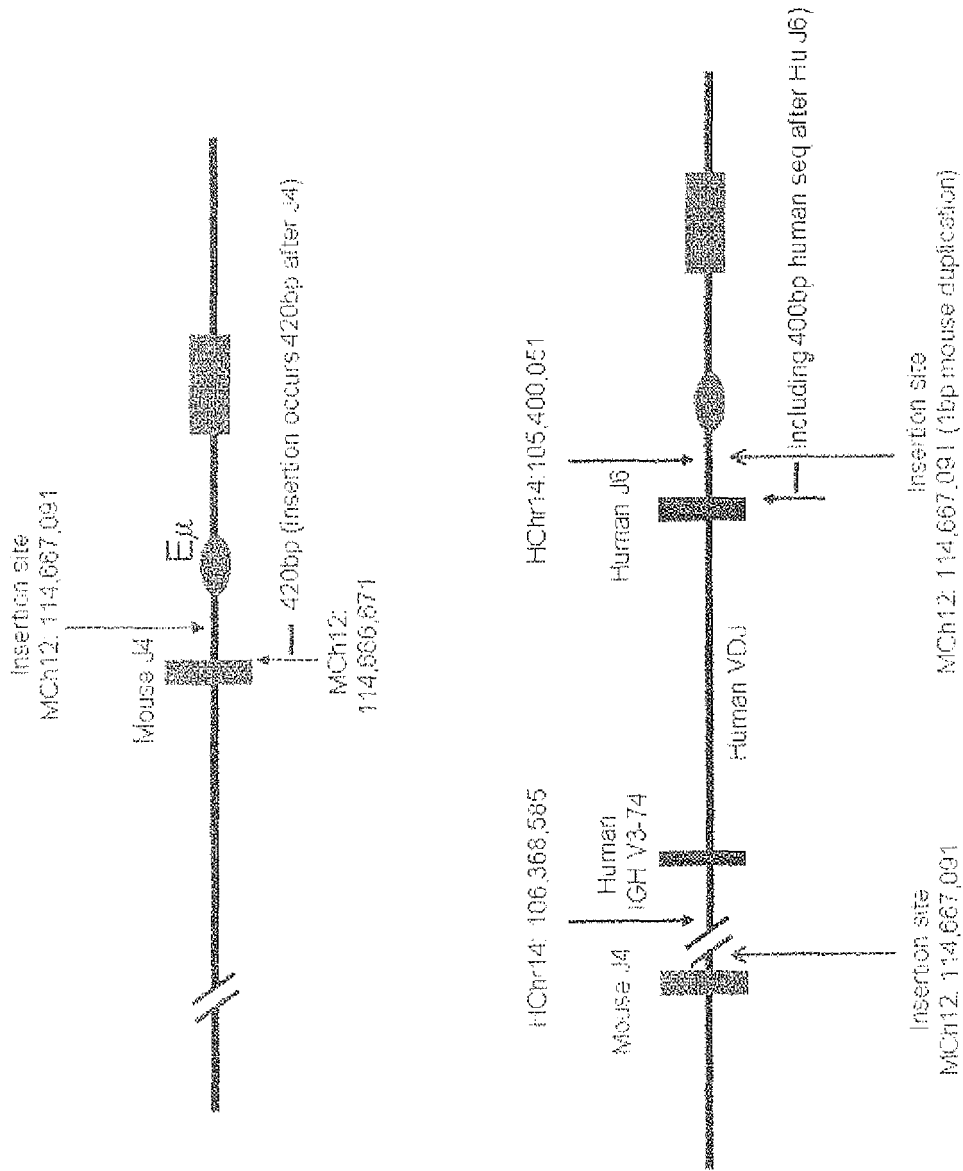 Insertion site
MCh12: 114,667,091
Mouse J4
Eμ
420bp (insertion occurs 420bp after J4)
MCh12:
114,666,671
HChr14: 106,368,585
Human
IGH V3-74
Mouse J4
Human VDJ
HChr14:105,400,051
Human J6
Including 400bp human seq after Hu J6)
Insertion site
MCh12: 114,667,091
Insertion site
MCh12: 114,667,091 (1bp mouse duplication)